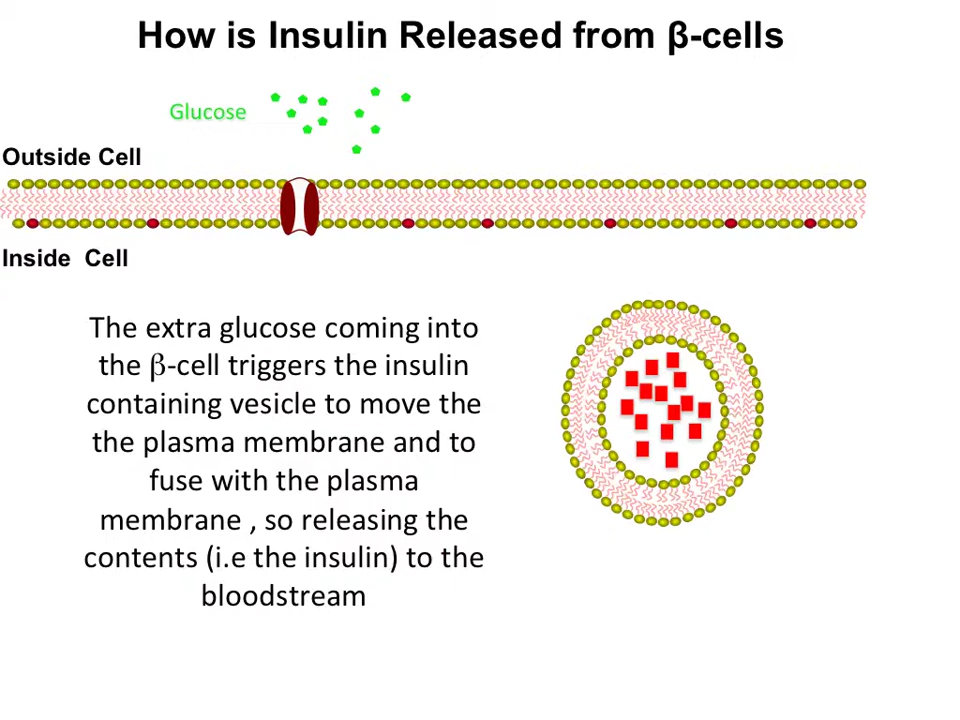 How is Insulin Released from β-cells
Glucose
Outside Cell
Inside  Cell
The extra glucose coming into
the β-cell triggers the insulin
containing vesicle to move the
the plasma membrane and to
fuse with the plasma
membrane , so releasing the
contents (i.e the insulin) to the
bloodstream